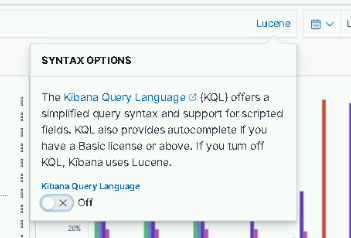 Lucene
L
SYNTAX OPTIONS
The Kibana Query Language (KQL) offers a
simplified query syntax and support for scripted
fields. KQL also provides autocomplete if you
have a Basic license or above. If you turn off
KQL, Kibana uses Lucene.
Kibana Query Language
Off
20%